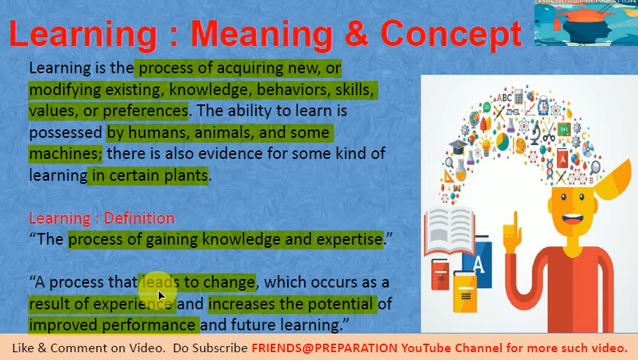 Learning : Meaning & Concept
FRIENDS@PREPARATION
Learning is the process of acquiring new, or
modifying existing, knowledge, behaviors, skills,
values, or preferences. The ability to learn is
possessed by humans, animals, and some
machines; there is also evidence for some kind of
learning in certain plants.
Learning : Definition
“The process of gaining knowledge and expertise.”
“A process that leads to change, which occurs as a
result of experience and increases the potential of
improved performance and future learning.”
ABC
A
A
Like & Comment on Video. Do Subscribe FRIENDS@PREPARATION YouTube Channel for more such video.